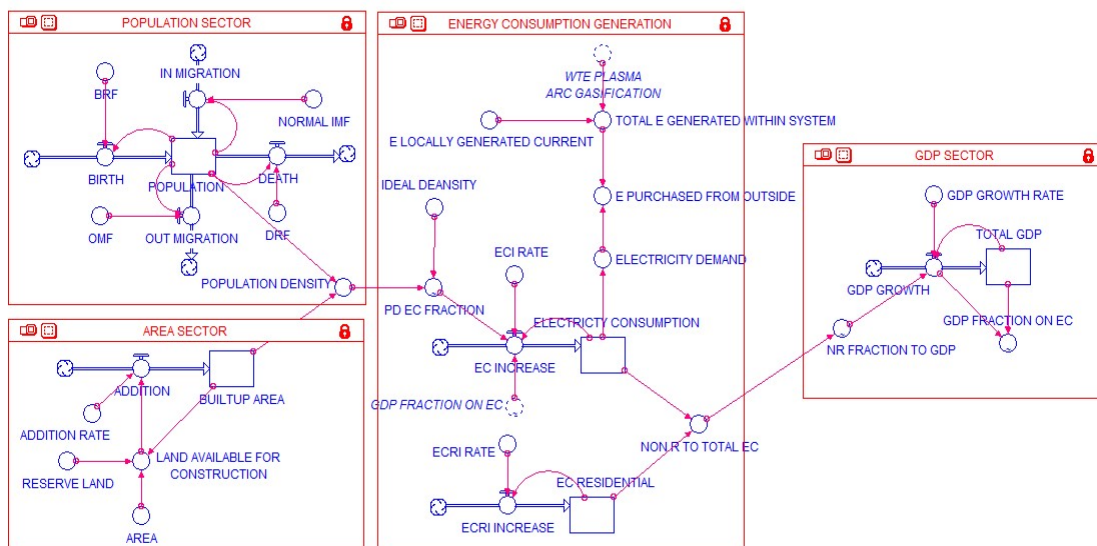 POPULATION SECTOR
IN MIGRATION
BRF
NORMAL IMF
BIRTH
POPULATION
DEATH
OMF
OUT MIGRATION
DRF
POPULATION DENSITY
AREA SECTOR
ADDITION
BUILTUP AREA
ADDITION RATE
LAND AVAILABLE FOR
CONSTRUCTION
RESERVE LAND
AREA
ENERGY CONSUMPTION GENERATION
WTE PLASMA
ARC GASIFICATION
TOTAL E GENERATED WITHIN SYSTEM
E LOCALLY GENERATED CURRENT
IDEAL DEANSITY
E PURCHASED FROM OUTSIDE
ECI RATE
ELECTRICITY DEMAND
PD EC FRACTION
ELECTRICTY CONSUMPTION
EC INCREASE
GDP FRACTION ON EC
NON R TO TOTAL EC
ECRI RATE
EC RESIDENTIAL
ECRI INCREASE
GDP SECTOR
GDP GROWTH RATE
TOTAL GDP
GDP GROWTH
GDP FRACTION ON EC
NR FRACTION TO GDP